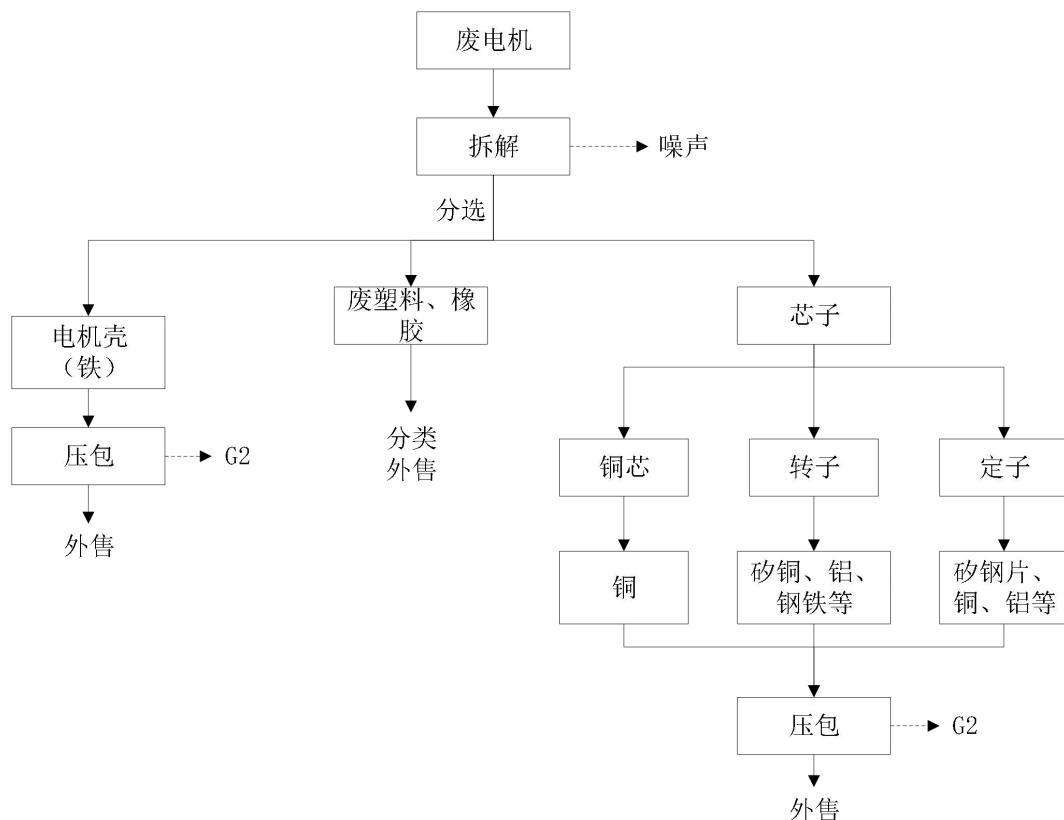 废电机
拆解
噪声
分选
电机壳
（铁）
废塑料、橡
胶
芯子
压包
G2
分类
外售
外售
铜芯
转子
定子
铜
矽铜、铝、
钢铁等
矽钢片、
铜、铝等
压包
G2
外售